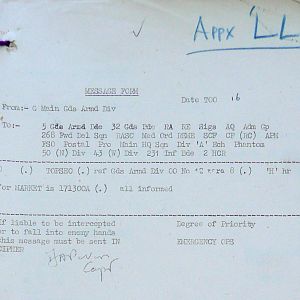 Appx 'LL
MESSAGE FORM
From:- G Main Gds Armd Div Date TOO 16
To:- 5 Gds Armd Bde 32 Gds Bde RA RE Sigs AQ Adm Gp
268 Fwd Del Sqn RASC Med Ord REME SCF CF (RC) APM
FSO Postal Pro Main HQ Sqn Div 'A' Ech Phantom
50 (N) Div 43 (W) Div 231 Inf Bde 2 HCR
(.) TOPSEC (.) ref Gds Armd Div OO No para 8 (.) 'H' hr
or MARKET is 171300A (.) all informed
If liable to be intercepted Degree of Priority
or to fall into enemy hands
this message must be sent IN EMERGENCY OPS
CIPHER
Capt